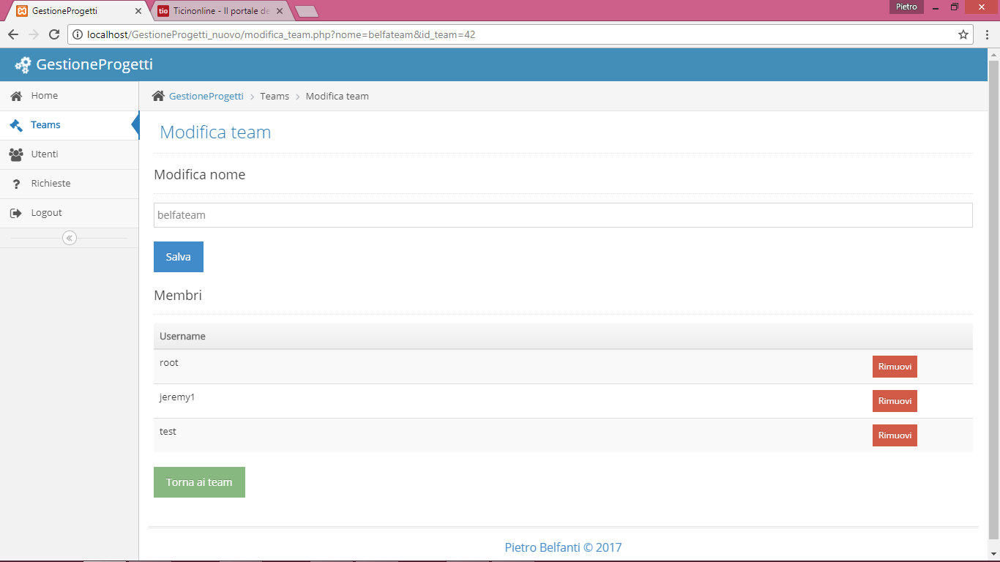 GestioneProgetti
Ticinonline - Il portale de
Pietro
localhost/GestioneProgetti_nuovo/modifica_team.php?nome=belfateam&id_team=42
GestioneProgetti
Home
Teams
Utenti
? Richieste
Logout
«
GestioneProgetti > Teams > Modifica team
Modifica team
Modifica nome
belfateam
Salva
Membri
Username
root Rimuovi
jeremy1 Rimuovi
test Rimuovi
Torna ai team
Pietro Belfanti © 2017